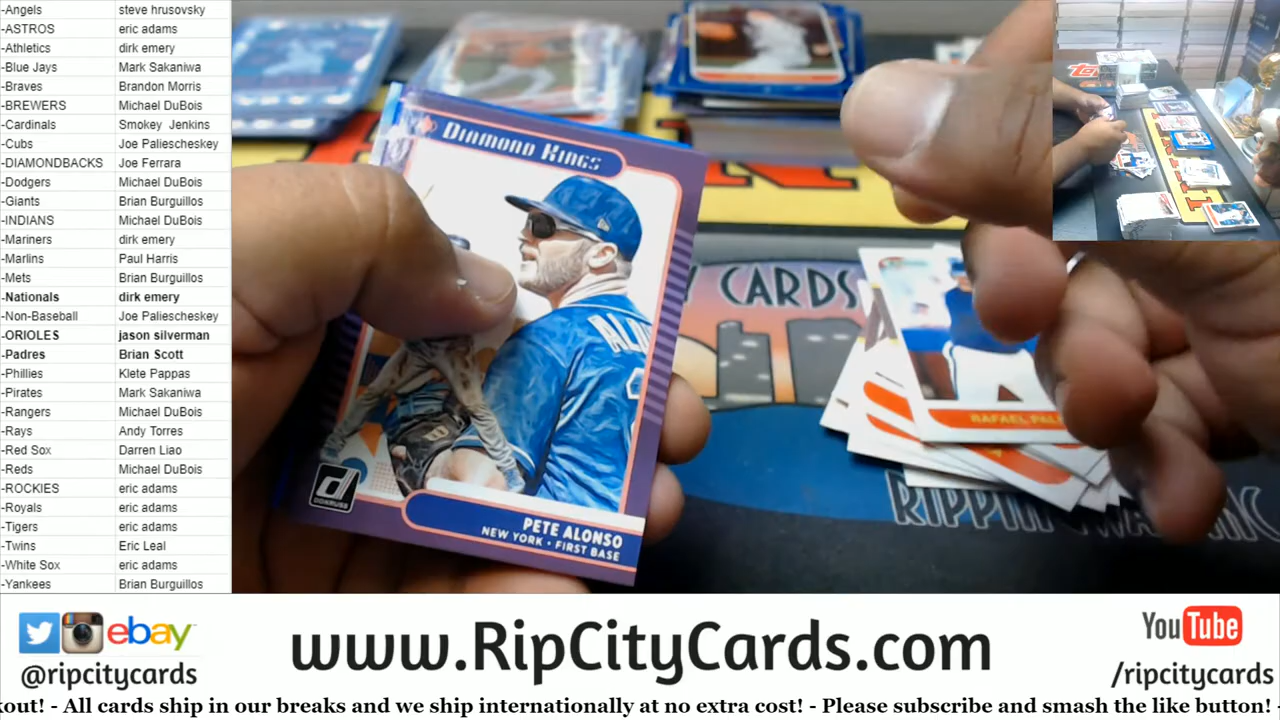 -Angels steve hrusovsky
-ASTROS eric adams
-Athletics dirk emery
-Blue Jays Mark Sakaniwa
-Braves Brandon Morris
-BREWERS Michael DuBois
-Cardinals Smokey Jenkins
-Cubs Joe Paliescheskey
-DIAMONDBACKS Joe Ferrara
-Dodgers Michael DuBois
-Giants Brian Burguillos
-INDIANS Michael DuBois
-Mariners dirk emery
-Marlins Paul Harris
-Mets Brian Burguillos
-Nationals dirk emery
-Non-Baseball Joe Paliescheskey
-ORIOLES jason silverman
-Padres Brian Scott
-Phillies Klete Pappas
-Pirates Mark Sakaniwa
-Rangers Michael DuBois
-Rays Andy Torres
-Red Sox Darren Liao
-Reds Michael DuBois
-ROCKIES eric adams
-Royals eric adams
-Tigers eric adams
-Twins Eric Leal
-White Sox eric adams
-Yankees Brian Burguillos
DIAMOND KINGS
DONRUSS
PETE ALONSO
NEW YORK • FIRST BASE
CARDS
RAFAEL
RIPPIN
ebay
@ripcitycards
www.RipCityCards.com
YouTube
/ripcitycards
kout! - All cards ship in our breaks and we ship internationally at no extra cost! - Please subscribe and smash the like button! -